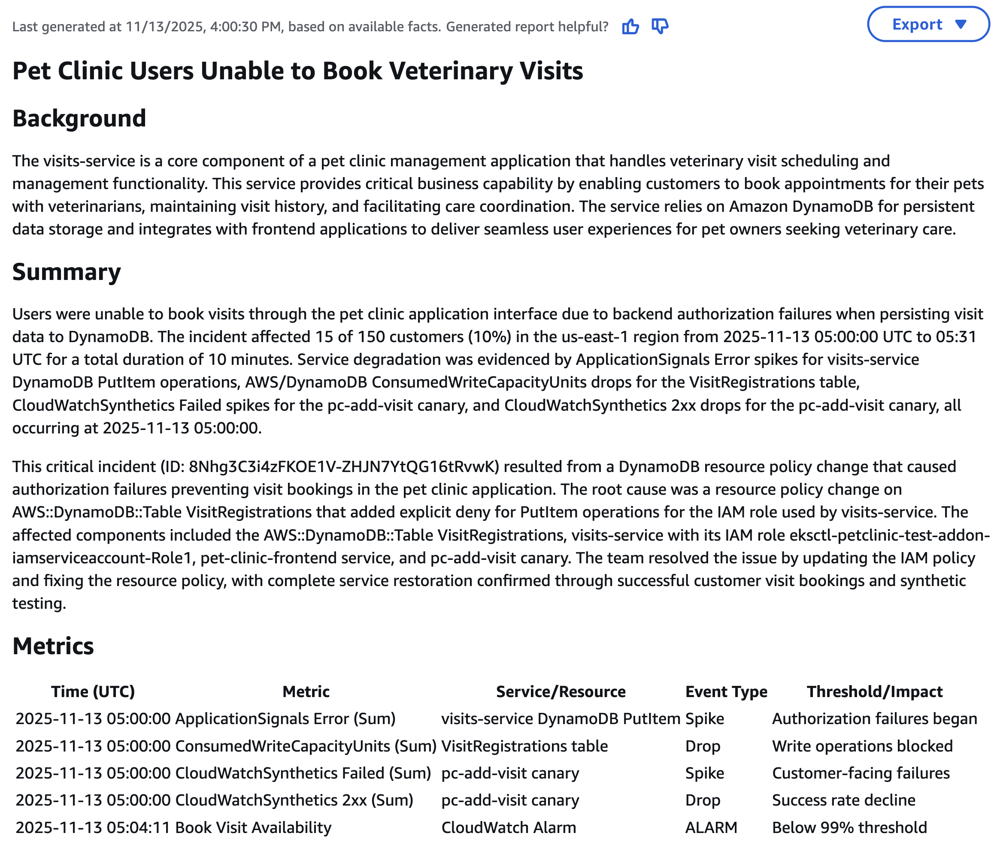 Last generated at 11/13/2025, 4:00:30 PM, based on available facts. Generated report helpful?
Export
Pet Clinic Users Unable to Book Veterinary Visits
Background
The visits-service is a core component of a pet clinic management application that handles veterinary visit scheduling and
management functionality. This service provides critical business capability by enabling customers to book appointments for their pets
with veterinarians, maintaining visit history, and facilitating care coordination. The service relies on Amazon DynamoDB for persistent
data storage and integrates with frontend applications to deliver seamless user experiences for pet owners seeking veterinary care.
Summary
Users were unable to book visits through the pet clinic application interface due to backend authorization failures when persisting visit
data to DynamoDB. The incident affected 15 of 150 customers (10%) in the us-east-1 region from 2025-11-13 05:00:00 UTC to 05:31
UTC for a total duration of 10 minutes. Service degradation was evidenced by ApplicationSignals Error spikes for visits-service
DynamoDB PutItem operations, AWS/DynamoDB ConsumedWriteCapacityUnits drops for the VisitRegistrations table,
CloudWatchSynthetics Failed spikes for the pc-add-visit canary, and CloudWatchSynthetics 2xx drops for the pc-add-visit canary, all
occurring at 2025-11-13 05:00:00.
This critical incident (ID: 8Nhg3C3i4zFKOE1V-ZHJN7YtQG16tRvwK) resulted from a DynamoDB resource policy change that caused
authorization failures preventing visit bookings in the pet clinic application. The root cause was a resource policy change on
AWS::DynamoDB::Table VisitRegistrations that added explicit deny for PutItem operations for the IAM role used by visits-service. The
affected components included the AWS::DynamoDB::Table VisitRegistrations, visits-service with its IAM role eksctl-petclinic-test-addon-
iamserviceaccount-Role1, pet-clinic-frontend service, and pc-add-visit canary. The team resolved the issue by updating the IAM policy
and fixing the resource policy, with complete service restoration confirmed through successful customer visit bookings and synthetic
testing.
Metrics
Time (UTC) Metric Service/Resource Event Type Threshold/Impact
2025-11-13 05:00:00 ApplicationSignals Error (Sum) visits-service DynamoDB PutItem Spike Authorization failures began
2025-11-13 05:00:00 ConsumedWriteCapacityUnits (Sum) VisitRegistrations table Drop Write operations blocked
2025-11-13 05:00:00 CloudWatchSynthetics Failed (Sum) pc-add-visit canary Spike Customer-facing failures
2025-11-13 05:00:00 CloudWatchSynthetics 2xx (Sum) pc-add-visit canary Drop Success rate decline
2025-11-13 05:04:11 Book Visit Availability CloudWatch Alarm ALARM Below 99% threshold